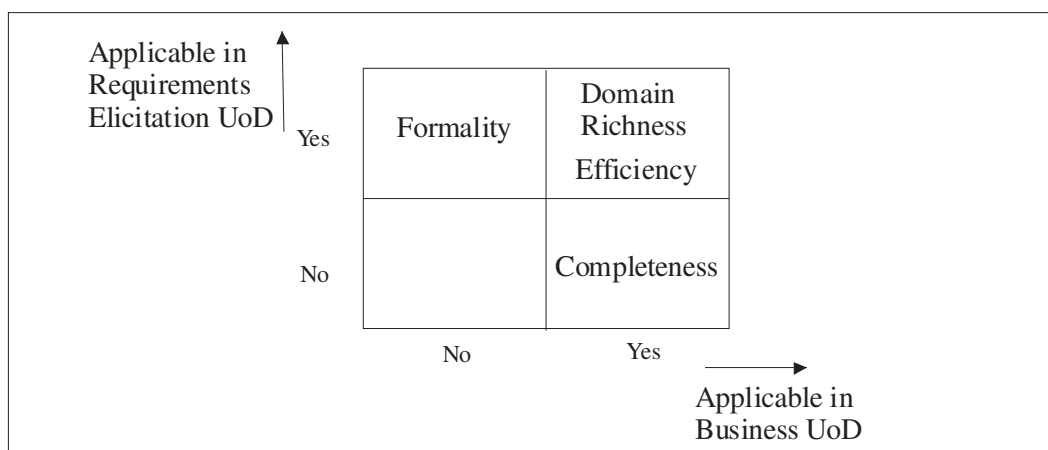 Applicable in
Requirements
Elicitation UoD
Yes
Formality
Domain
Richness
Efficiency
No
Completeness
No
Yes
Applicable in
Business UoD